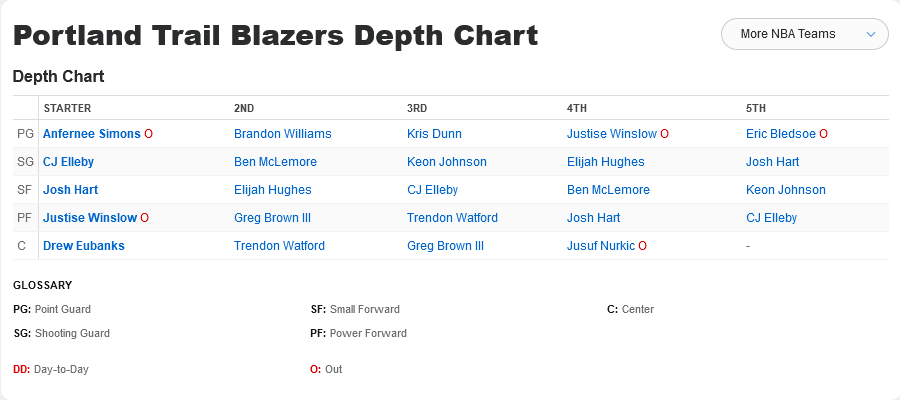 Portland Trail Blazers Depth Chart
More NBA Teams
Depth Chart
STARTER 2ND 3RD 4TH 5TH
PG Anfernee Simons O Brandon Williams Kris Dunn Justise Winslow O Eric Bledsoe O
SG CJ Elleby Ben McLemore Keon Johnson Elijah Hughes Josh Hart
SF Josh Hart Elijah Hughes CJ Elleby Ben McLemore Keon Johnson
PF Justise Winslow O Greg Brown III Trendon Watford Josh Hart CJ Elleby
C Drew Eubanks Trendon Watford Greg Brown III Jusuf Nurkic O -
GLOSSARY
PG: Point Guard SF: Small Forward C: Center
SG: Shooting Guard PF: Power Forward
DD: Day-to-Day O: Out